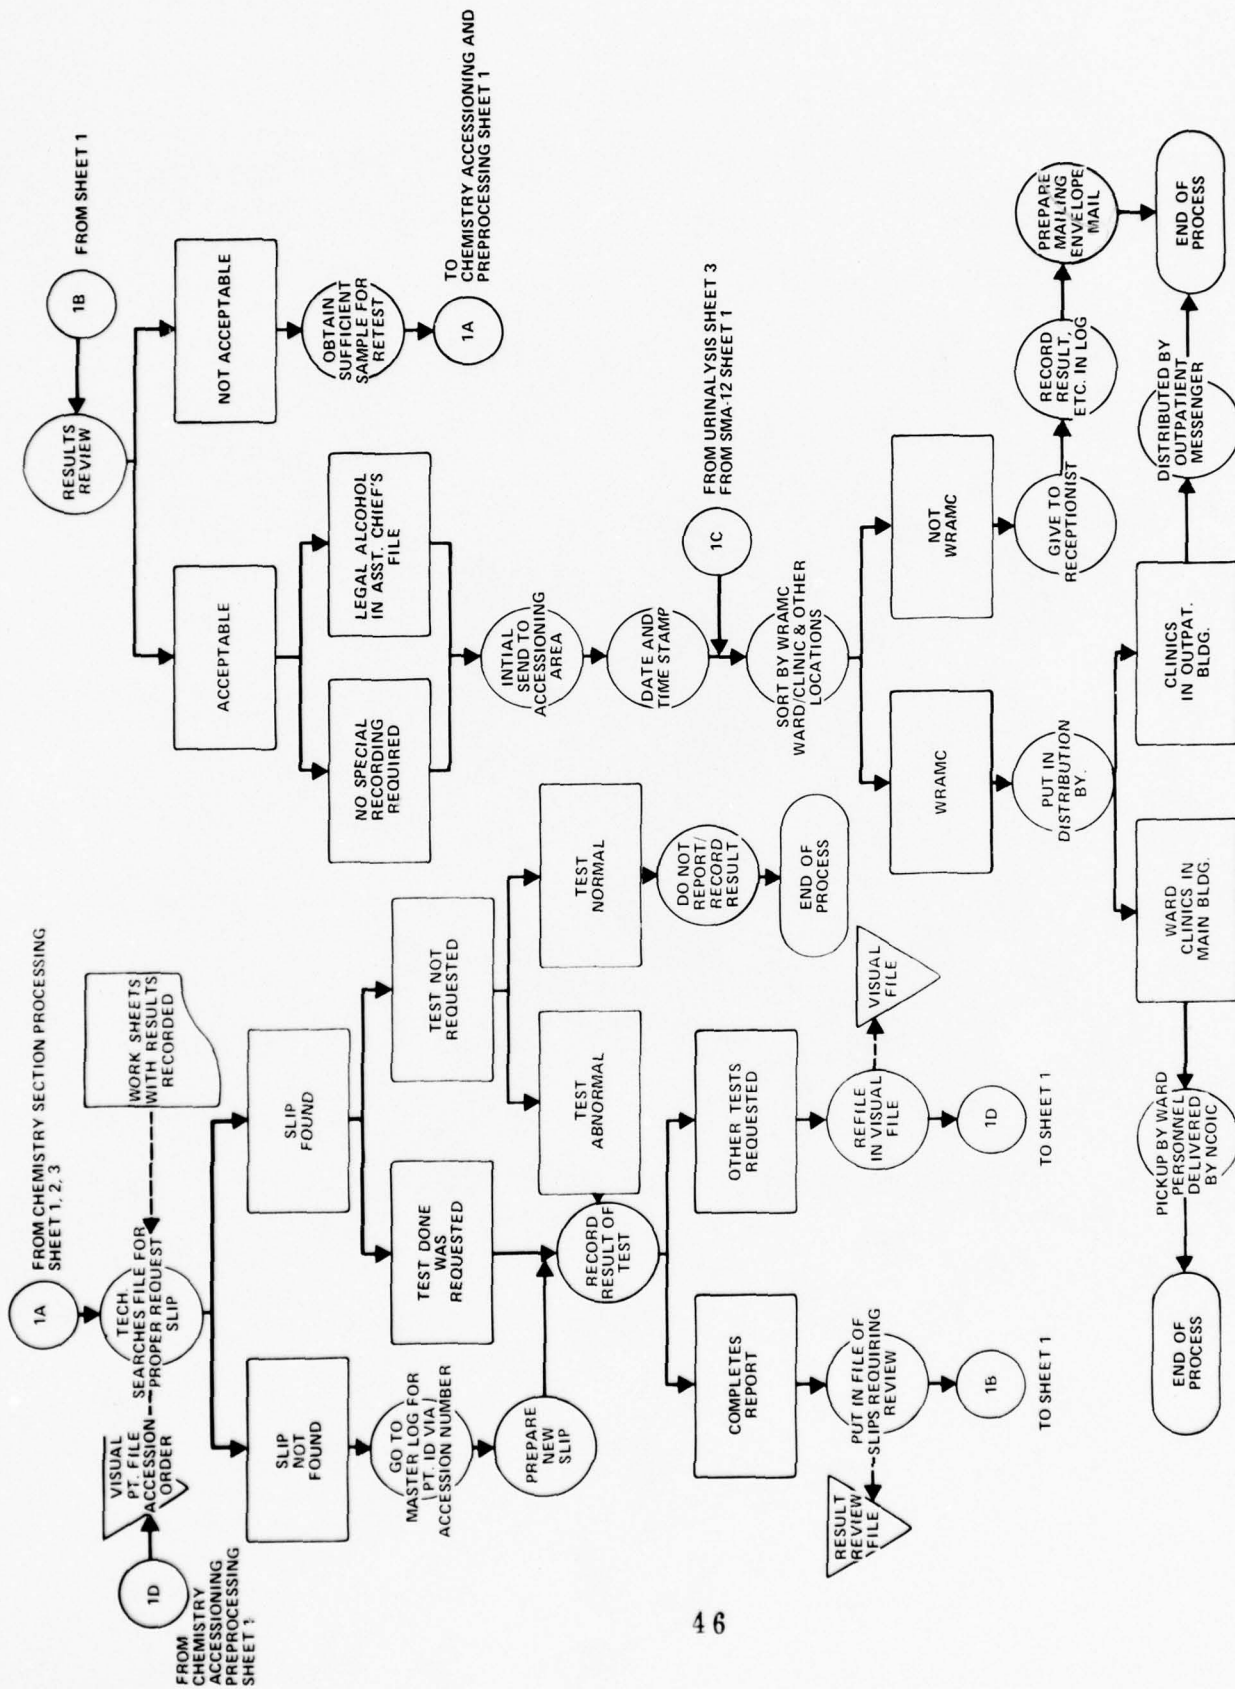 1A
FROM CHEMISTRY SECTION PROCESSING
SHEET 1, 2, 3
1D
FROM
CHEMISTRY
ACCESSIONING
PREPROCESSING
VISUAL
PT. FILE
ACCESSION
ORDER
TECH.
SEARCHES FILE FOR
PROPER REQUEST
SLIP
WORK SHEETS
WITH RESULTS
RECORDED
SLIP
NOT
FOUND
SLIP
FOUND
GO TO
MASTER LOG FOR
PT. ID VIA
ACCESSION NUMBER
TEST DONE
WAS
REQUESTED
TEST NOT
REQUESTED
PREPARE
NEW
SLIP
RECORD
RESULT OF
TEST
TEST
ABNORMAL
TEST
NORMAL
DO NOT
REPORT/
RECORD
RESULT
END OF
PROCESS
COMPLETES
REPORT
OTHER TESTS
REQUESTED
PUT IN FILE OF
SLIPS REQUIRING
REVIEW
RESULT
REVIEW
FILE
REFILE
IN VISUAL
FILE
VISUAL
FILE
1B
TO SHEET 1
1D
TO SHEET 1
1B
FROM SHEET 1
RESULTS
REVIEW
ACCEPTABLE
NOT ACCEPTABLE
NO SPECIAL
RECORDING
REQUIRED
LEGAL ALCOHOL
IN ASST. CHIEF'S
FILE
OBTAIN
SUFFICIENT
SAMPLE FOR
RETEST
1A
TO
CHEMISTRY ACCESSIONING AND
PREPROCESSING SHEET 1
INTIAL
SEND TO
ACCESSIONING
AREA
DATE AND
TIME STAMP
1C
FROM URINALYSIS SHEET 3
FROM SMA-12 SHEET 1
SORT BY WRAMC
WARD/CLINIC & OTHER
LOCATIONS
WRAMC
NOT
WRAMC
PUT IN
DISTRIBUTION
BY.
GIVE TO
RECEPTIONIST
RECORD
RESULT,
ETC. IN LOG
PREPARE
MAILING
ENVELOPE
MAIL
WARD
CLINICS IN
MAIN BLDG.
CLINICS
IN OUTPAT.
BLDG.
PICKUP BY WARD
PERSONNEL
DELIVERED
BY NCOIC
DISTRIBUTED BY
OUTPATIENT
MESSENGER
END OF
PROCESS
END OF
PROCESS
46